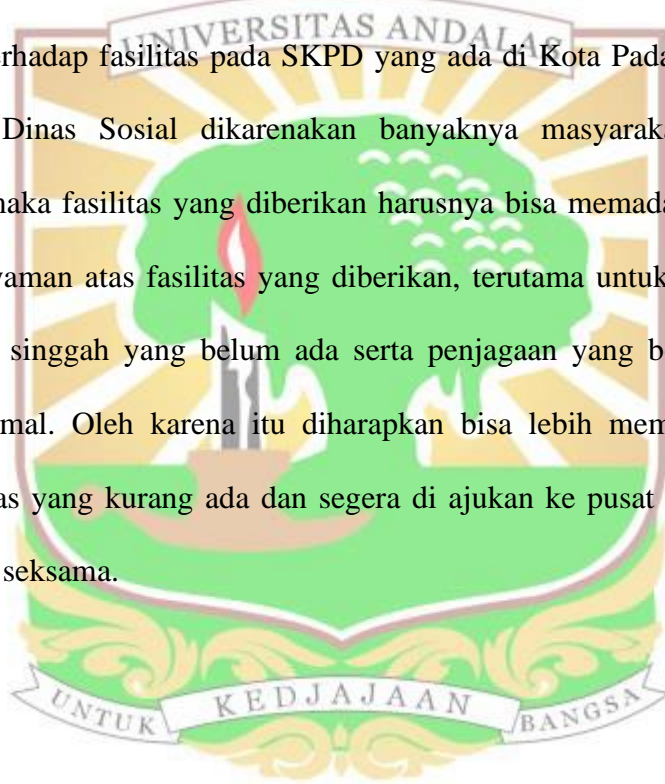 UNIVERSITAS ANDALAS
erhadap fasilitas pada SKPD yang ada di Kota Pada
Dinas Sosial dikarenakan banyaknya masyaraka
naka fasilitas yang diberikan harusnya bisa memada
yaman atas fasilitas yang diberikan, terutama untuk
singgah yang belum ada serta penjagaan yang b
mal. Oleh karena itu diharapkan bisa lebih mem
as yang kurang ada dan segera di ajukan ke pusat
seksama.
UNTUK KEDJAJAAN BANGSA